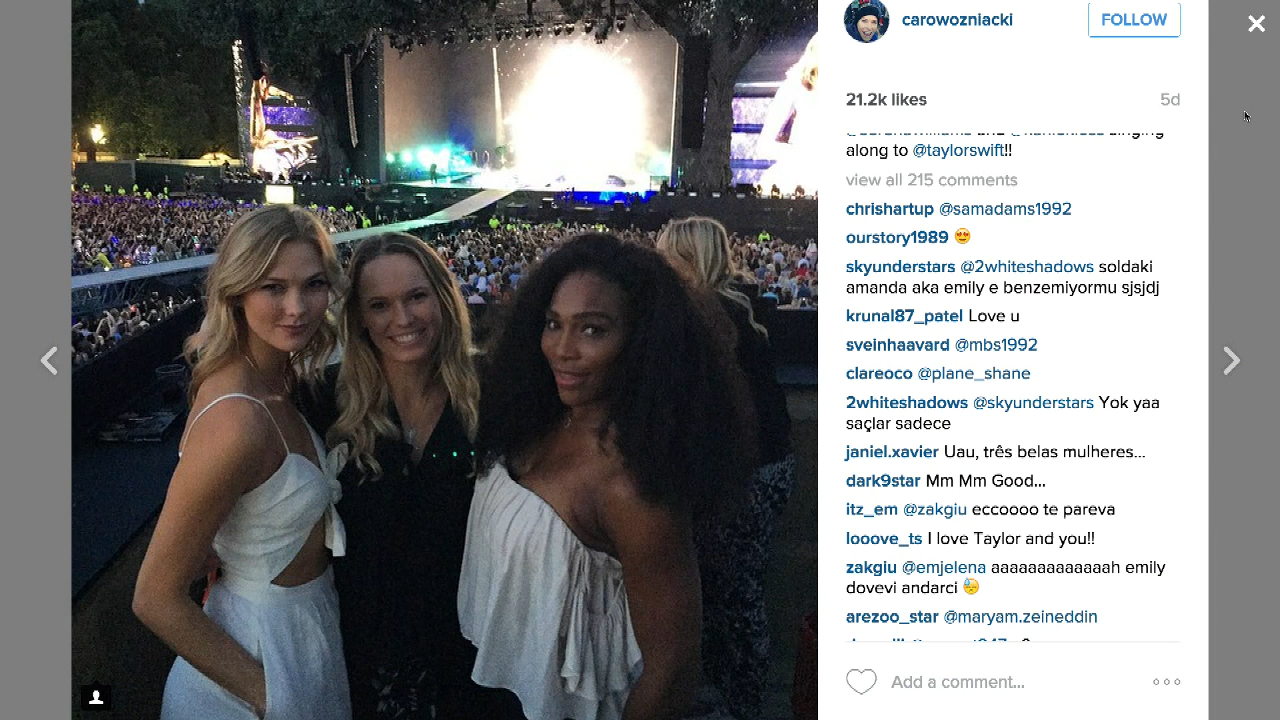 carowozniacki
FOLLOW
21.2k likes
5d
along to @taylorswift!!
view all 215 comments
chrishartup @samadams1992
ourstory1989 😍
skyunderstars @2whiteshadows soldaki
amanda aka emily e benzemiyormu sjsjdj
krunal87_patel Love u
sveinhaavard @mbs1992
clareoco @plane_shane
2whiteshadows @skyunderstars Yok yaa
saçlar sadece
janiel.xavier Uau, três belas mulheres...
dark9star Mm Mm Good...
itz_em @zakgiu eccoooo te pareva
looove_ts I love Taylor and you!!
zakgiu @emjelena aaaaaaaaaaaaah emily
dovevi andarci 😓
arezoo_star @maryam.zeineddin
Add a comment...